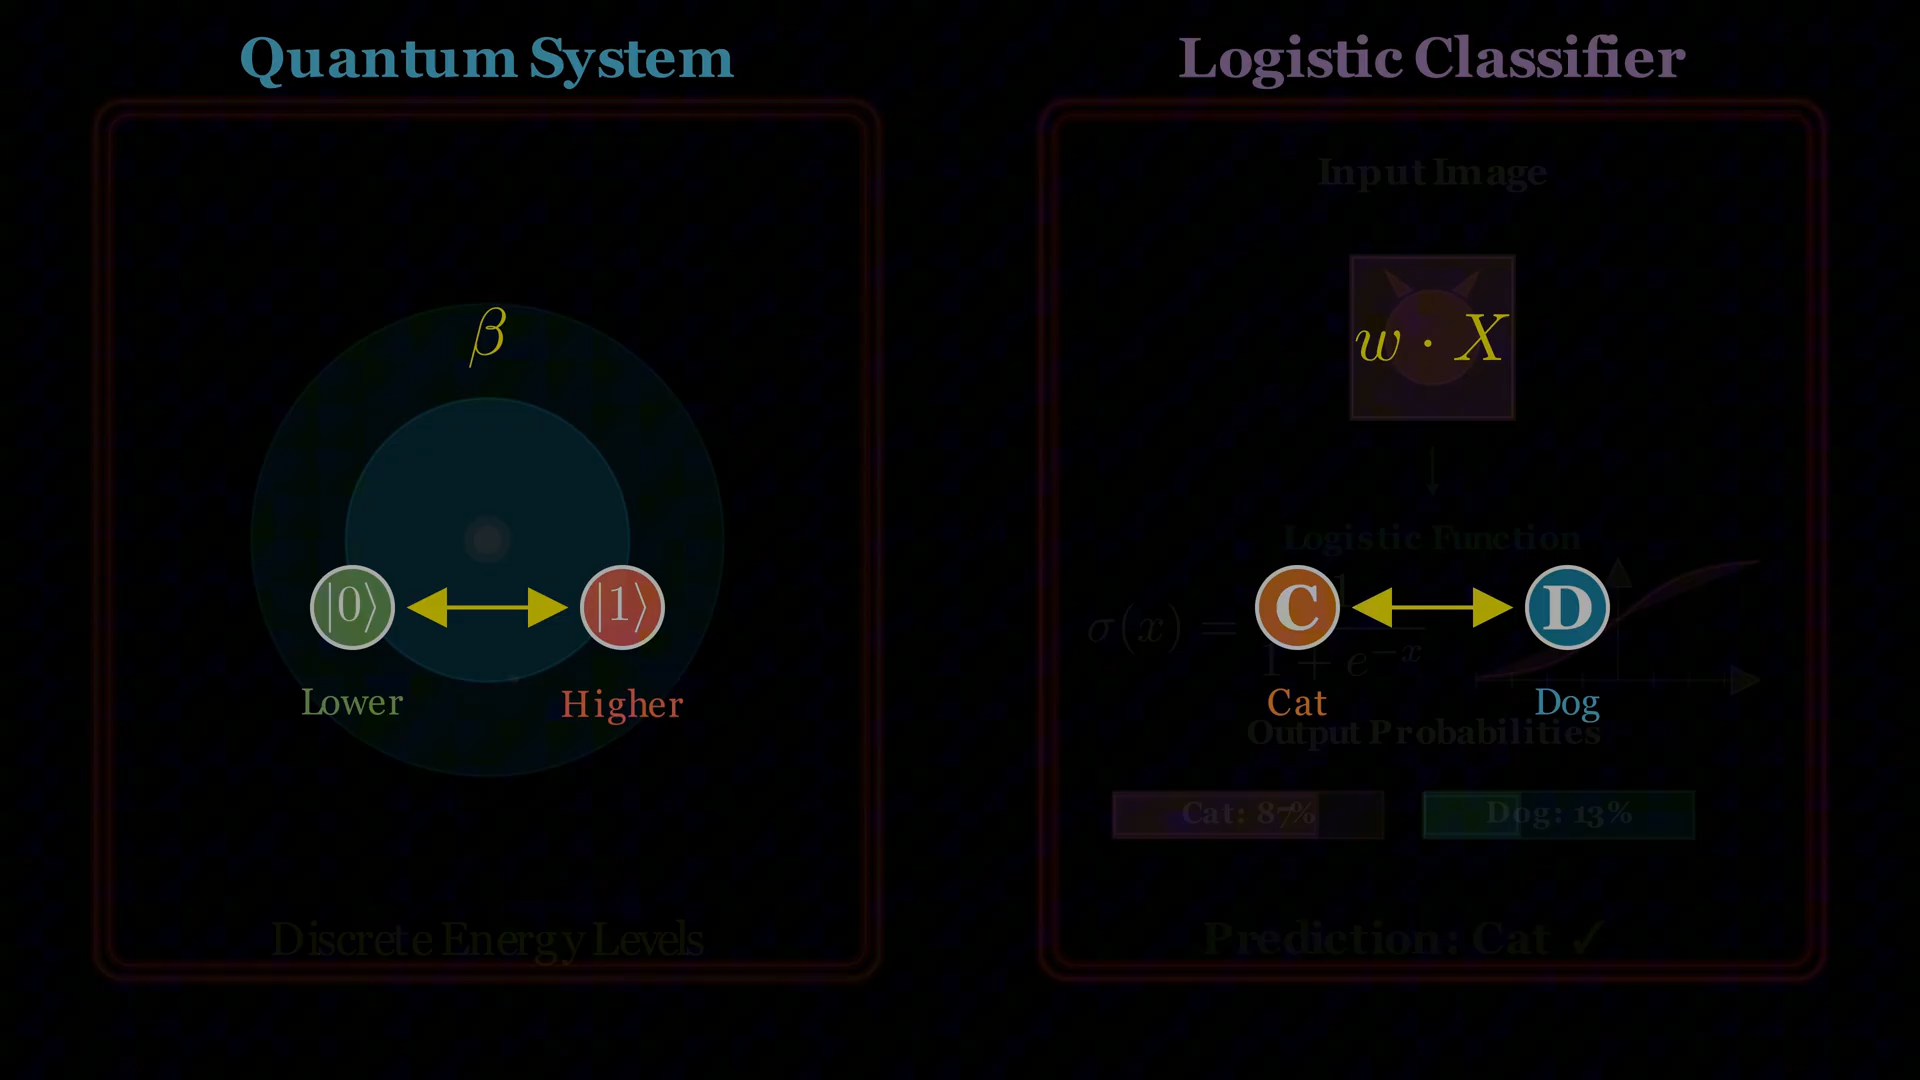 Quantum System
β
|0⟩ |1⟩
Lower Higher
Discrete Energy Levels
Logistic Classifier
Input Image
w · X
Logistic Function
σ(x) = 1 / 1 + e^{-x}
C D
Cat Dog
Output Probabilities
Cat: 87% Dog: 13%
Prediction: Cat ✓